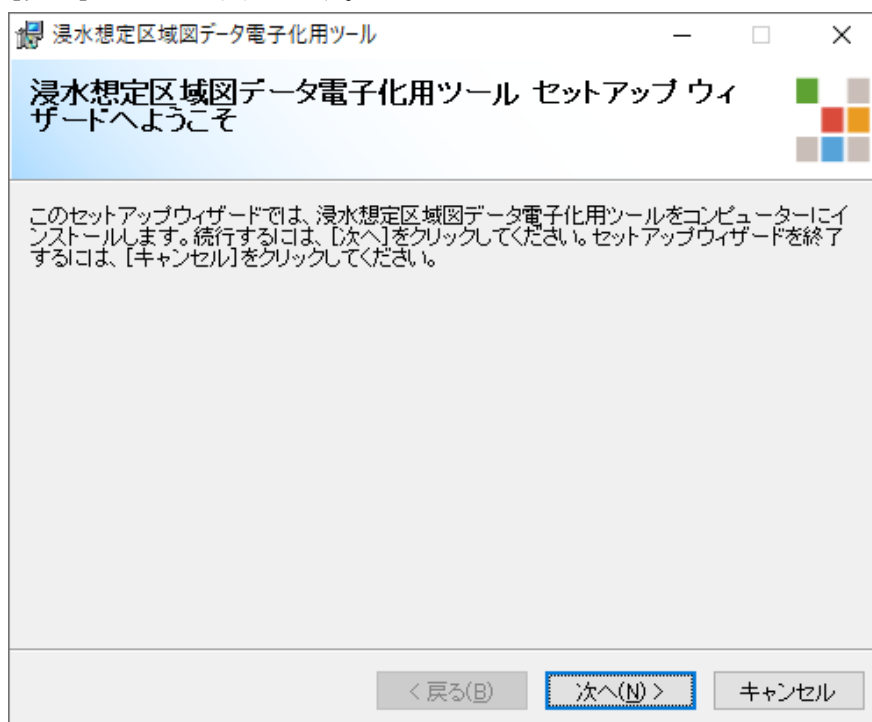 浸水想定区域図データ電子化用ツール
浸水想定区域図データ電子化用ツール セットアップ ウィ
ザードへようこそ
このセットアップウィザードでは、浸水想定区域図データ電子化用ツールをコンピューターにイ
ンストールします。続行するには、[次へ]をクリックしてください。セットアップウィザードを終了
するには、[キャンセル]をクリックしてください。
< 戻る(B)
次へ(N) >
キャンセル